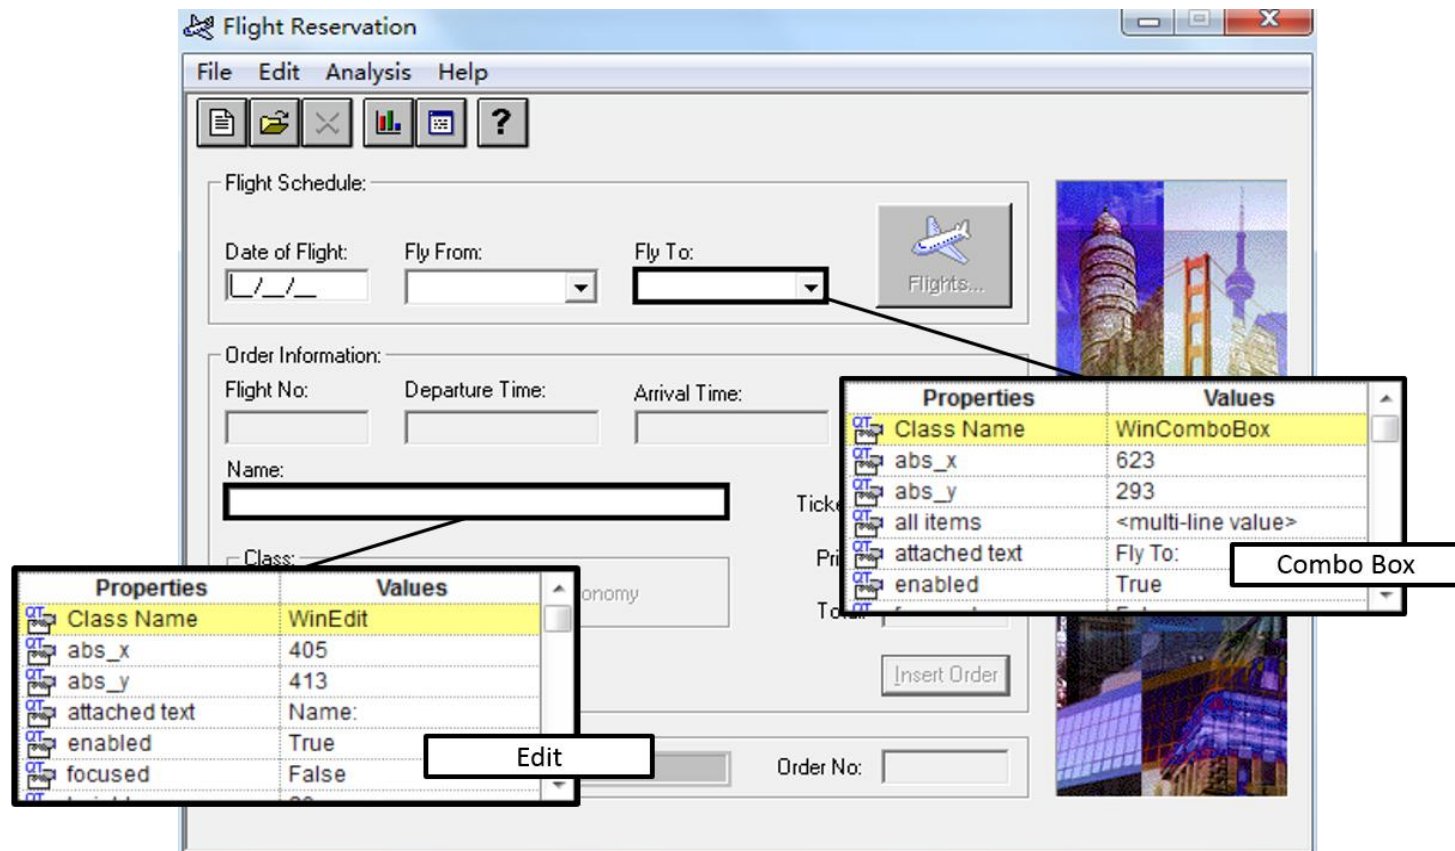 Flight Reservation
File Edit Analysis Help
?
Flight Schedule:
Date of Flight: Fly From: Fly To:
__/__/__
Flights...
Order Information:
Flight No: Departure Time: Arrival Time:
Name:
Class:
Properties Values
Class Name WinComboBox
abs_x 623
abs_y 293
all items <multi-line value>
attached text Fly To:
enabled True
Combo Box
Properties Values
Class Name WinEdit
abs_x 405
abs_y 413
attached text Name:
enabled True
focused False
Edit
Insert Order
Order No: